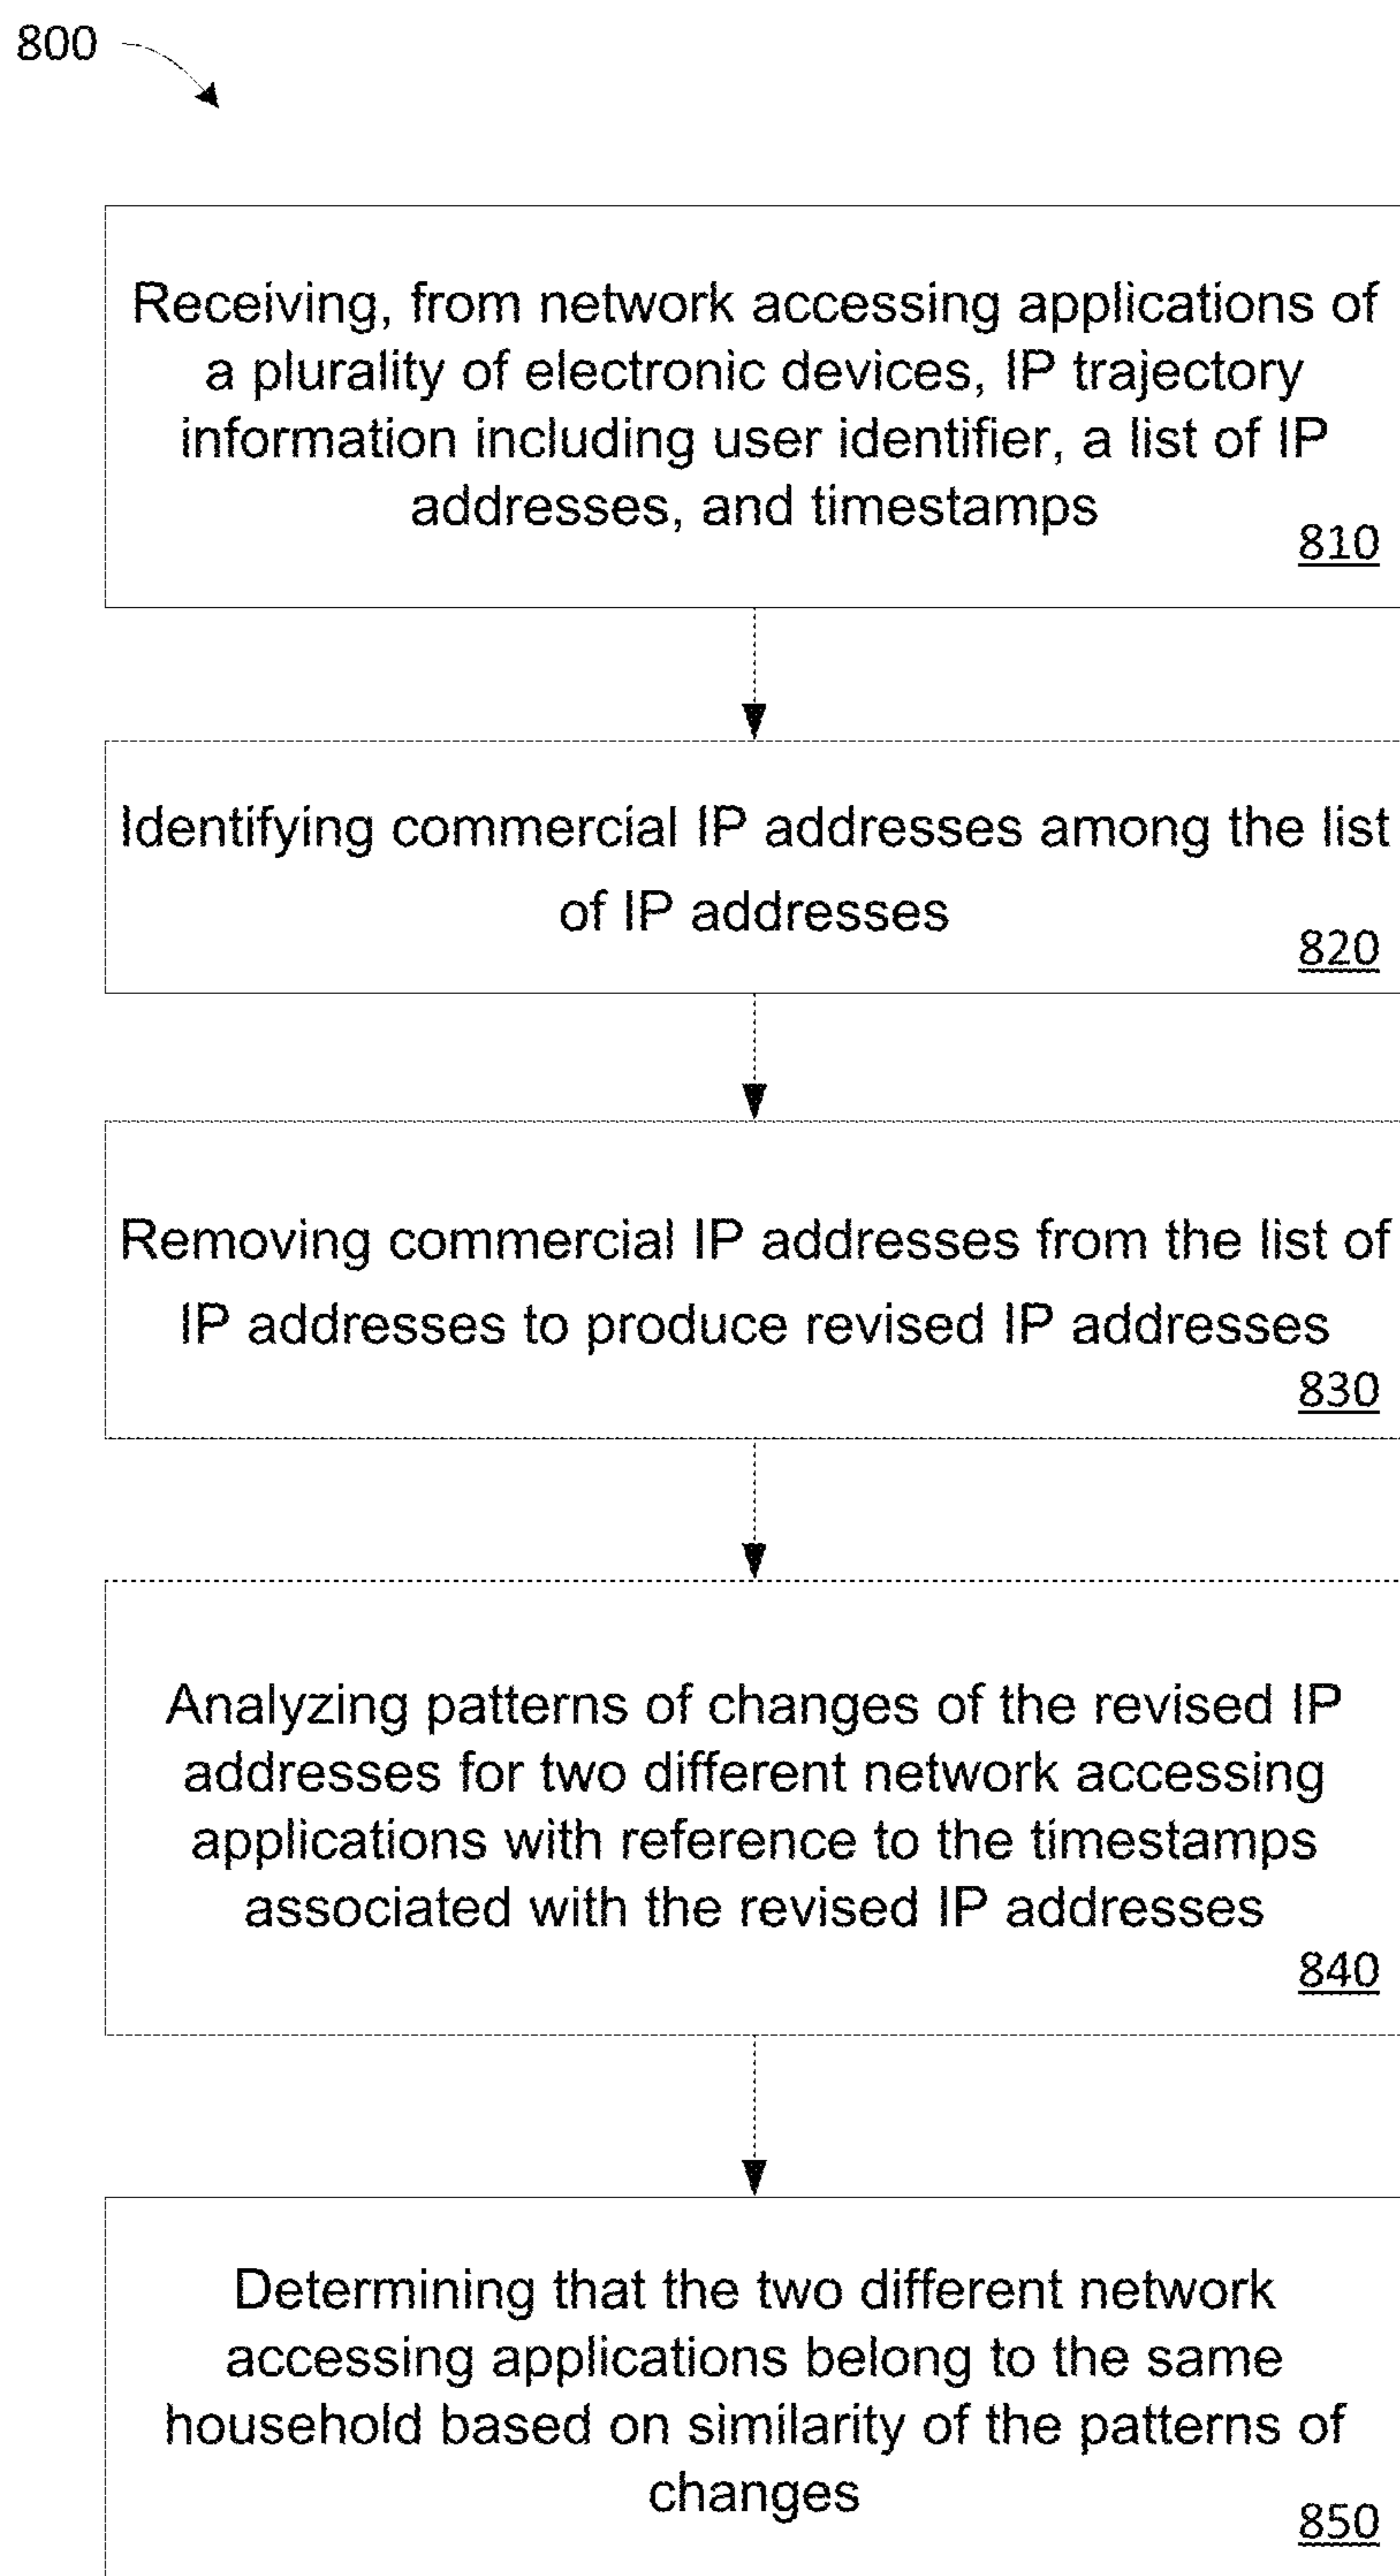 800
Receiving, from network accessing applications of
a plurality of electronic devices, IP trajectory
information including user identifier, a list of IP
addresses, and timestamps
810
Identifying commercial IP addresses among the list
of IP addresses
820
Removing commercial IP addresses from the list of
IP addresses to produce revised IP addresses
830
Analyzing patterns of changes of the revised IP
addresses for two different network accessing
applications with reference to the timestamps
associated with the revised IP addresses
840
Determining that the two different network
accessing applications belong to the same
household based on similarity of the patterns of
changes
850